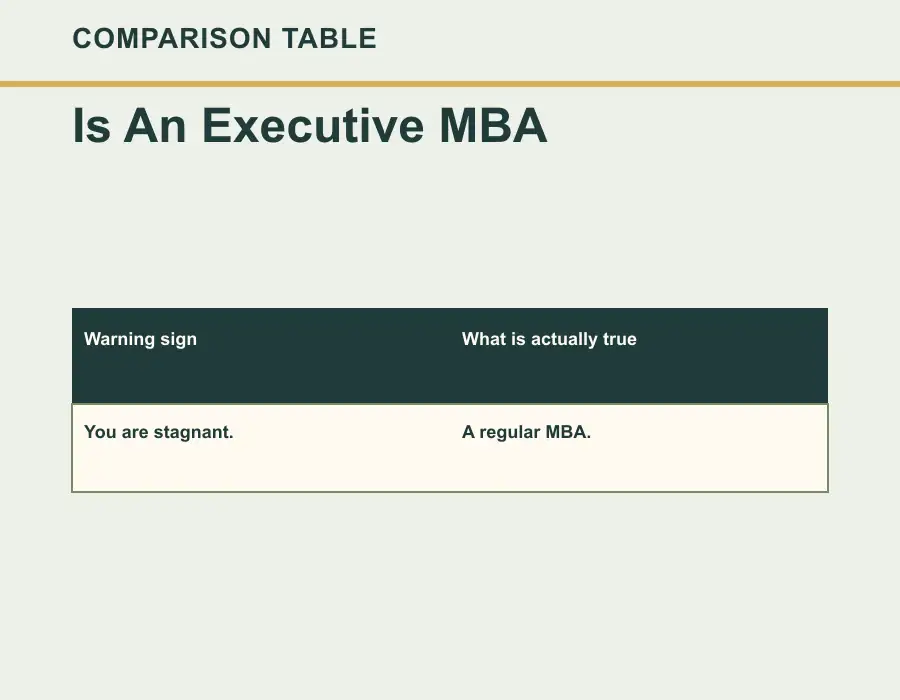 COMPARISON TABLE
Is An Executive MBA
Warning sign What is actually true
You are stagnant. A regular MBA.